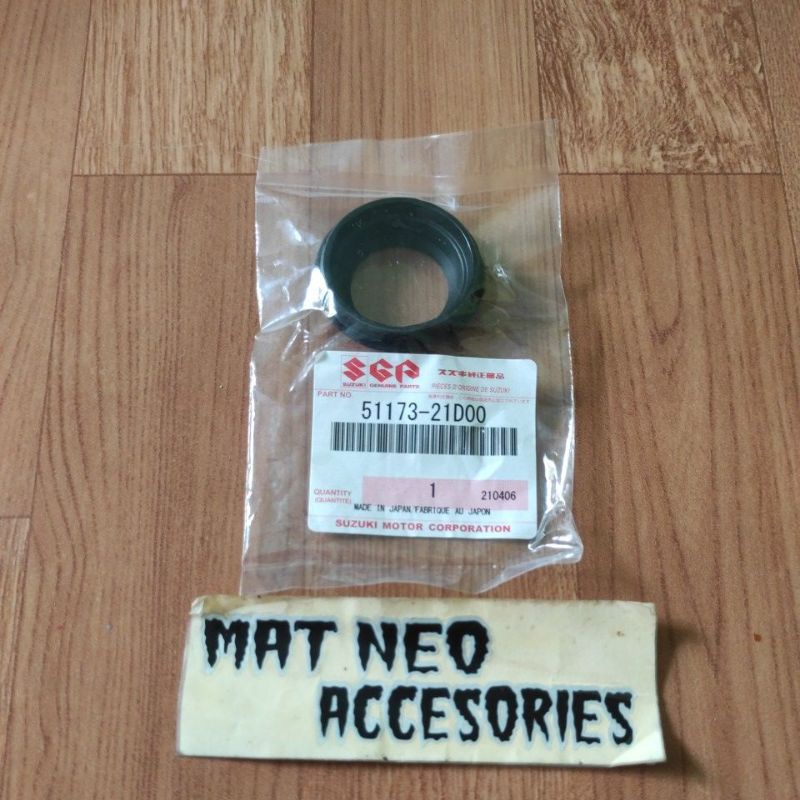 SGP
SUZUKI GENUINE PARTS
スズキ純正部品
PIECES D'ORIGINE DE SUZUKI
PART NO.
51173-21D00
QUANTITY
(QUANTITE)
1
210406
MADE IN JAPAN/FABRIQUE AU JAPON
SUZUKI MOTOR CORPORATION
MAT NEO
ACCESORIES